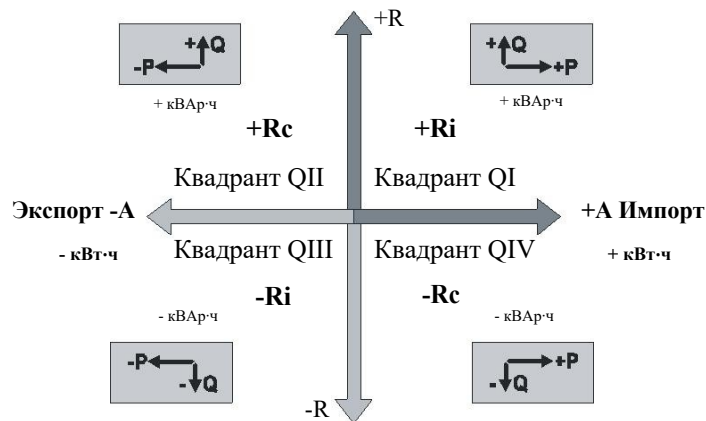 +R
+Q
-P
+ кВАр·ч
+Q
+P
+ кВАр·ч
+Rc
+Ri
Квадрант QII
Квадрант QI
Экспорт -A
+A Импорт
- кВт·ч
Квадрант QIII
Квадрант QIV
+ кВт·ч
-Ri
-Rc
- кВАр·ч
- кВАр·ч
-P
-Q
+P
-Q
-R